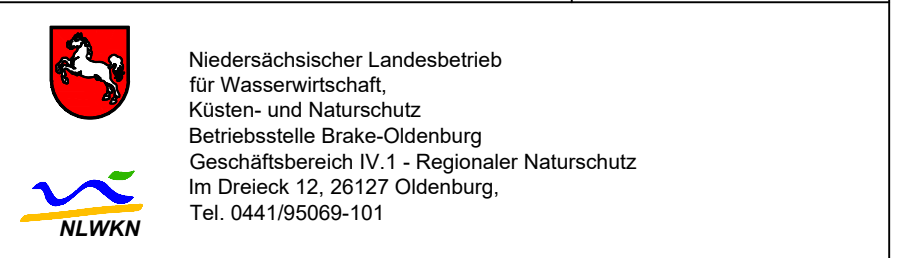 Niedersächsischer Landesbetrieb
für Wasserwirtschaft,
Küsten- und Naturschutz
Betriebsstelle Brake-Oldenburg
Geschäftsbereich IV.1 - Regionaler Naturschutz
Im Dreieck 12, 26127 Oldenburg,
Tel. 0441/95069-101
NLWKN